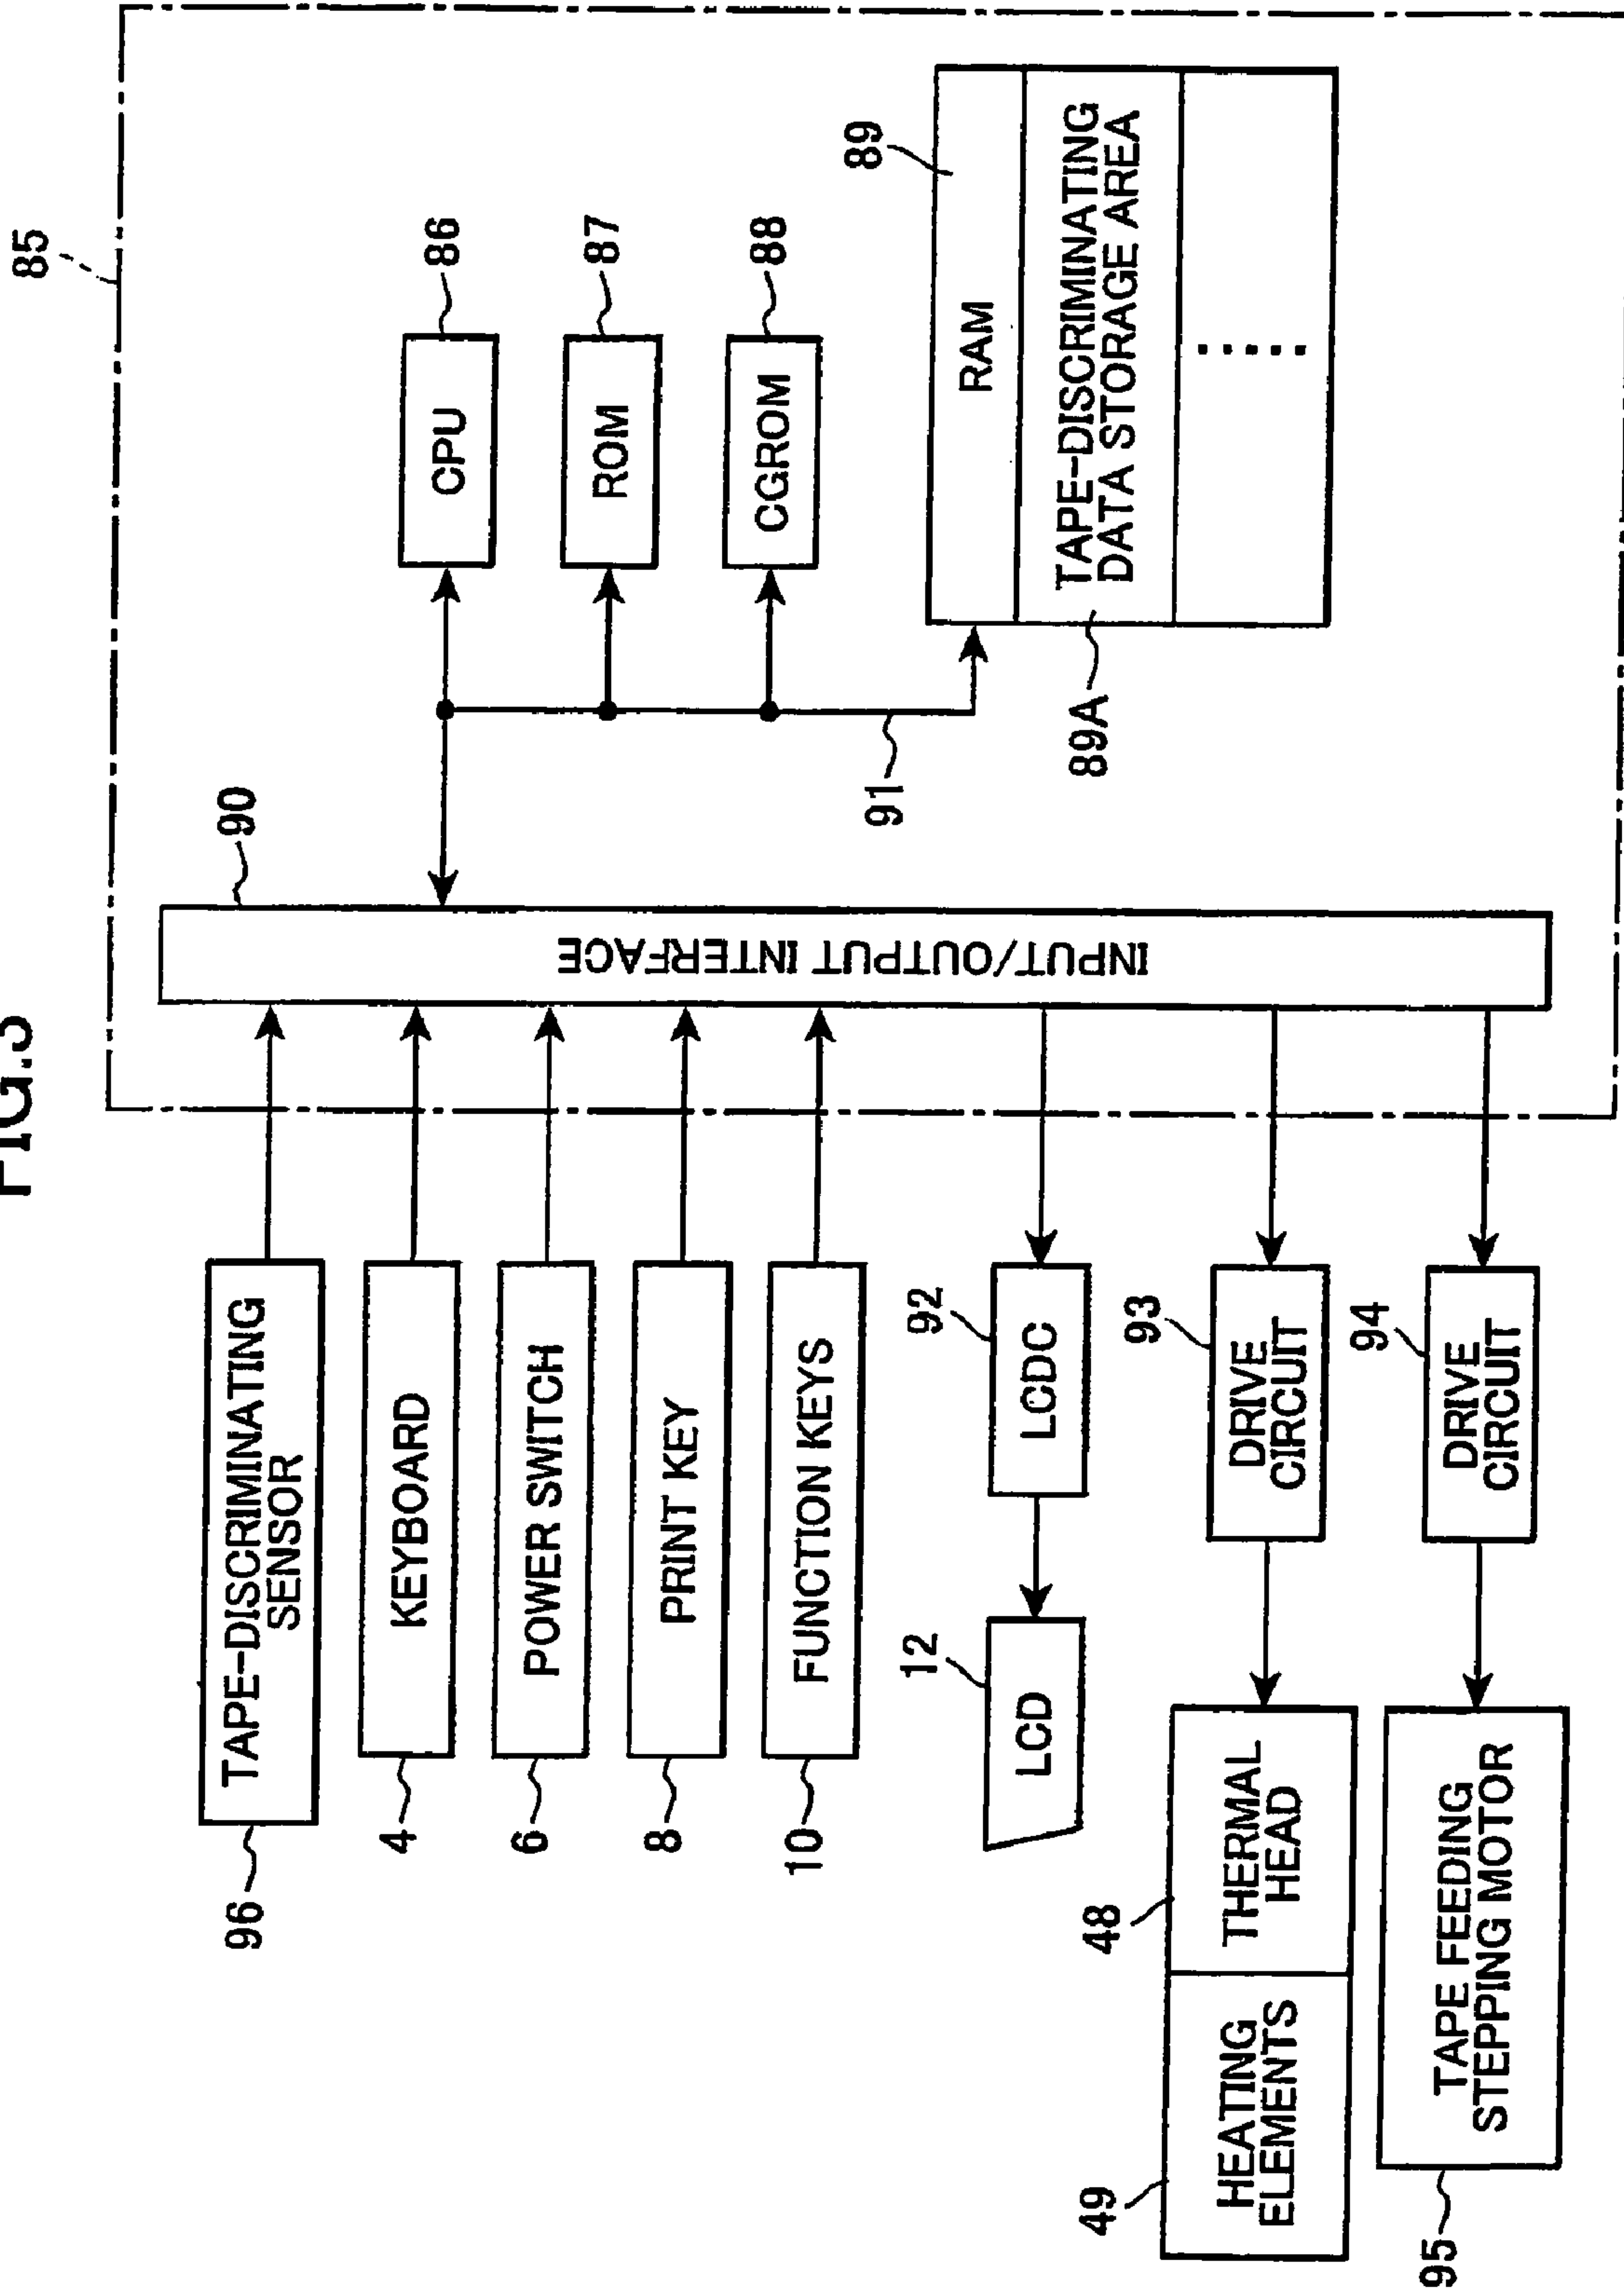 FIG.3
85
TAPE-DISCRIMINATING
SENSOR
96
KEYBOARD
4
POWER SWITCH
6
PRINT KEY
8
FUNCTION KEYS
10
LCD
12
LCDC
92
HEATING
ELEMENTS
49
THERMAL
HEAD
48
DRIVE
CIRCUIT
93
TAPE FEEDING
STEPPING MOTOR
95
DRIVE
CIRCUIT
94
INPUT/OUTPUT INTERFACE
90
CPU
86
ROM
87
CGROM
88
91
RAM
89
TAPE-DISCRIMINATING
DATA STORAGE AREA
89A